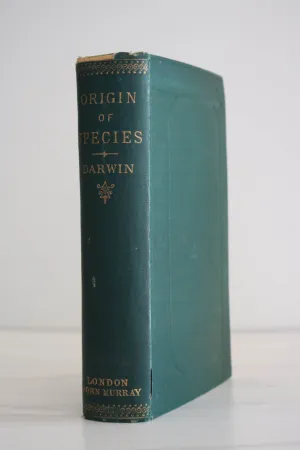 ORIGIN
OF
SPECIES
DARWIN
LONDON
JOHN MURRAY